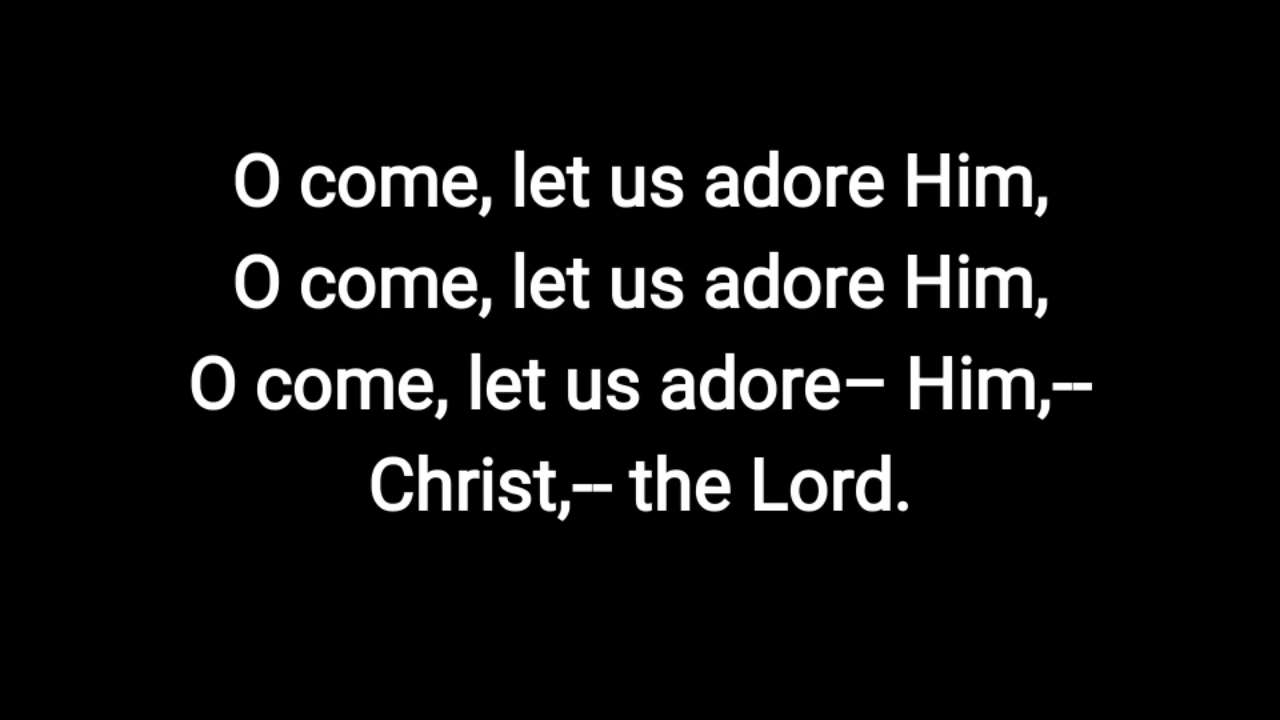 O come, let us adore Him,
O come, let us adore Him,
O come, let us adore– Him,--
Christ,-- the Lord.